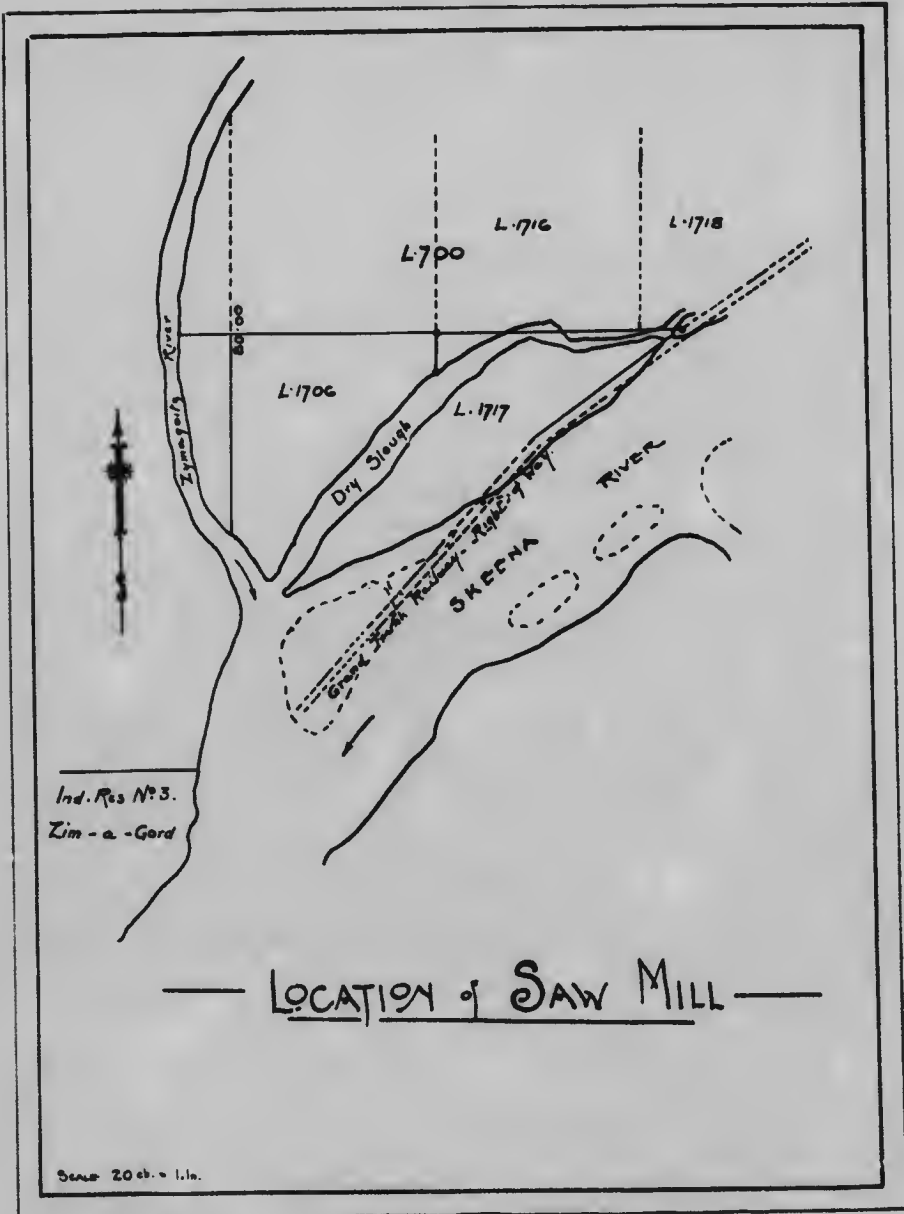 L.1716
L.1718
L.700
River
Zymagoitz
80.00
L.1706
L.1717
Dry Slough
RIVER
SKEENA
Grand Trunk Railway Right of Way
S
Ind. Res Nº 3.
Zim-a-Gord
LOCATION of SAW MILL
Scale 20 ch. = 1.In.